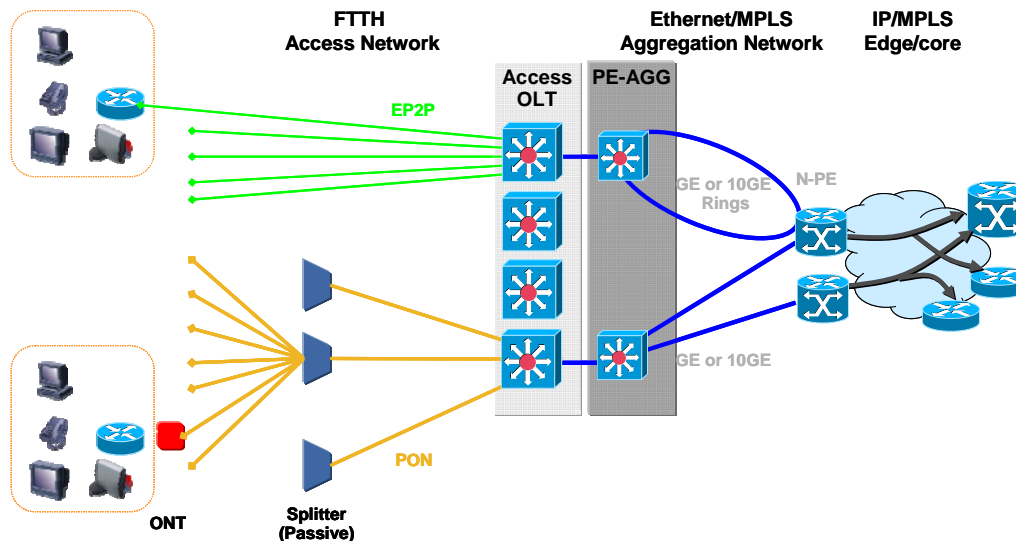 FTTH
Access Network
Ethernet/MPLS
Aggregation Network
IP/MPLS
Edge/core
Access
OLT
PE-AGG
EP2P
GE or 10GE
Rings
N-PE
GE or 10GE
PON
ONT
Splitter
(Passive)